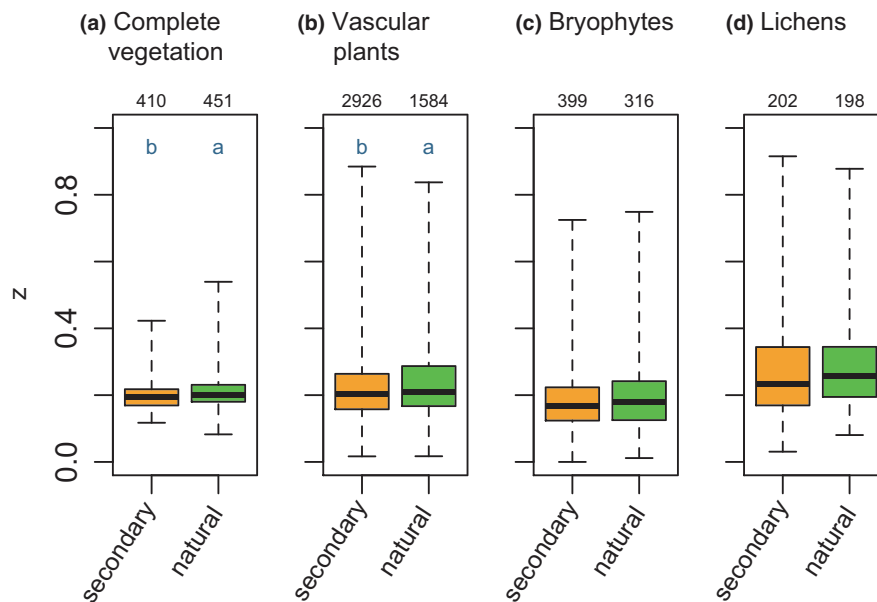 (a) Complete
vegetation
(b) Vascular
plants
(c) Bryophytes
(d) Lichens
410 451
2926 1584
399 316
202 198
b a
b a
z
0.8
0.4
0.0
secondary
natural
secondary
natural
secondary
natural
secondary
natural